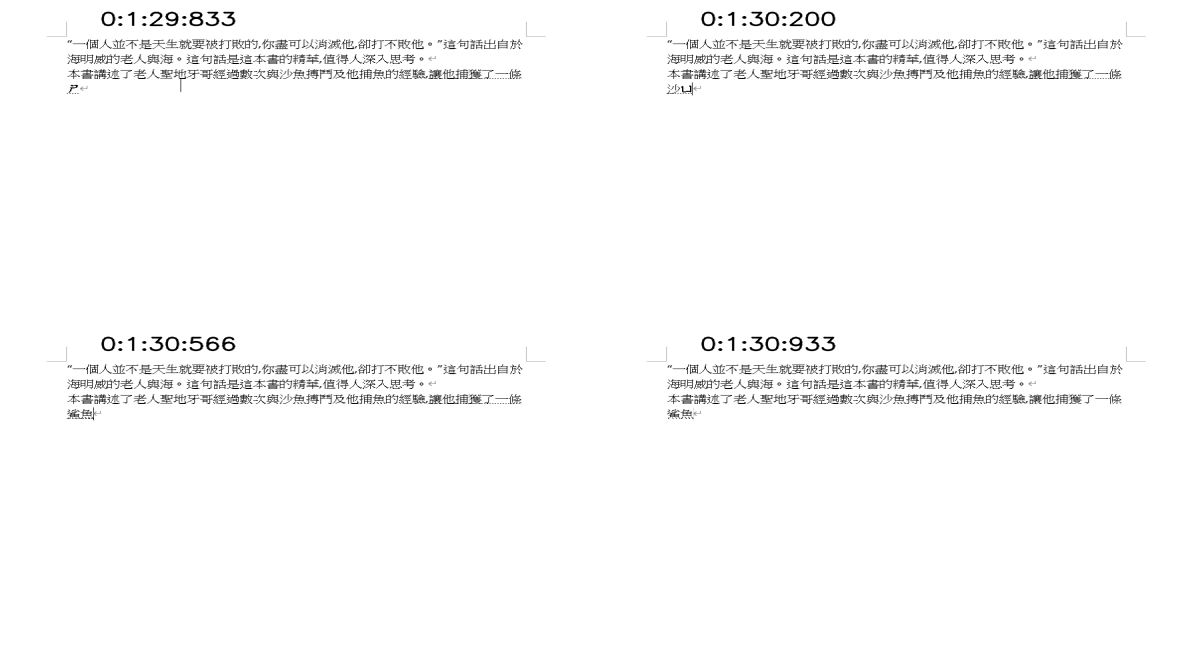 0:1:29:833
“一個人並不是天生就要被打敗的,你盡可以消滅他,卻打不敗他。”這句話出自於
海明威的老人與海。這句話是這本書的精華,值得人深入思考。
本書講述了老人聖地牙哥經過數次與沙魚搏鬥及他捕魚的經驗,讓他捕獲了一條
ㄕ
0:1:30:200
“一個人並不是天生就要被打敗的,你盡可以消滅他,卻打不敗他。”這句話出自於
海明威的老人與海。這句話是這本書的精華,值得人深入思考。
本書講述了老人聖地牙哥經過數次與沙魚搏鬥及他捕魚的經驗,讓他捕獲了一條
沙ㄩ
0:1:30:566
“一個人並不是天生就要被打敗的,你盡可以消滅他,卻打不敗他。”這句話出自於
海明威的老人與海。這句話是這本書的精華,值得人深入思考。
本書講述了老人聖地牙哥經過數次與沙魚搏鬥及他捕魚的經驗,讓他捕獲了一條
鯊魚
0:1:30:933
“一個人並不是天生就要被打敗的,你盡可以消滅他,卻打不敗他。”這句話出自於
海明威的老人與海。這句話是這本書的精華,值得人深入思考。
本書講述了老人聖地牙哥經過數次與沙魚搏鬥及他捕魚的經驗,讓他捕獲了一條
鯊魚